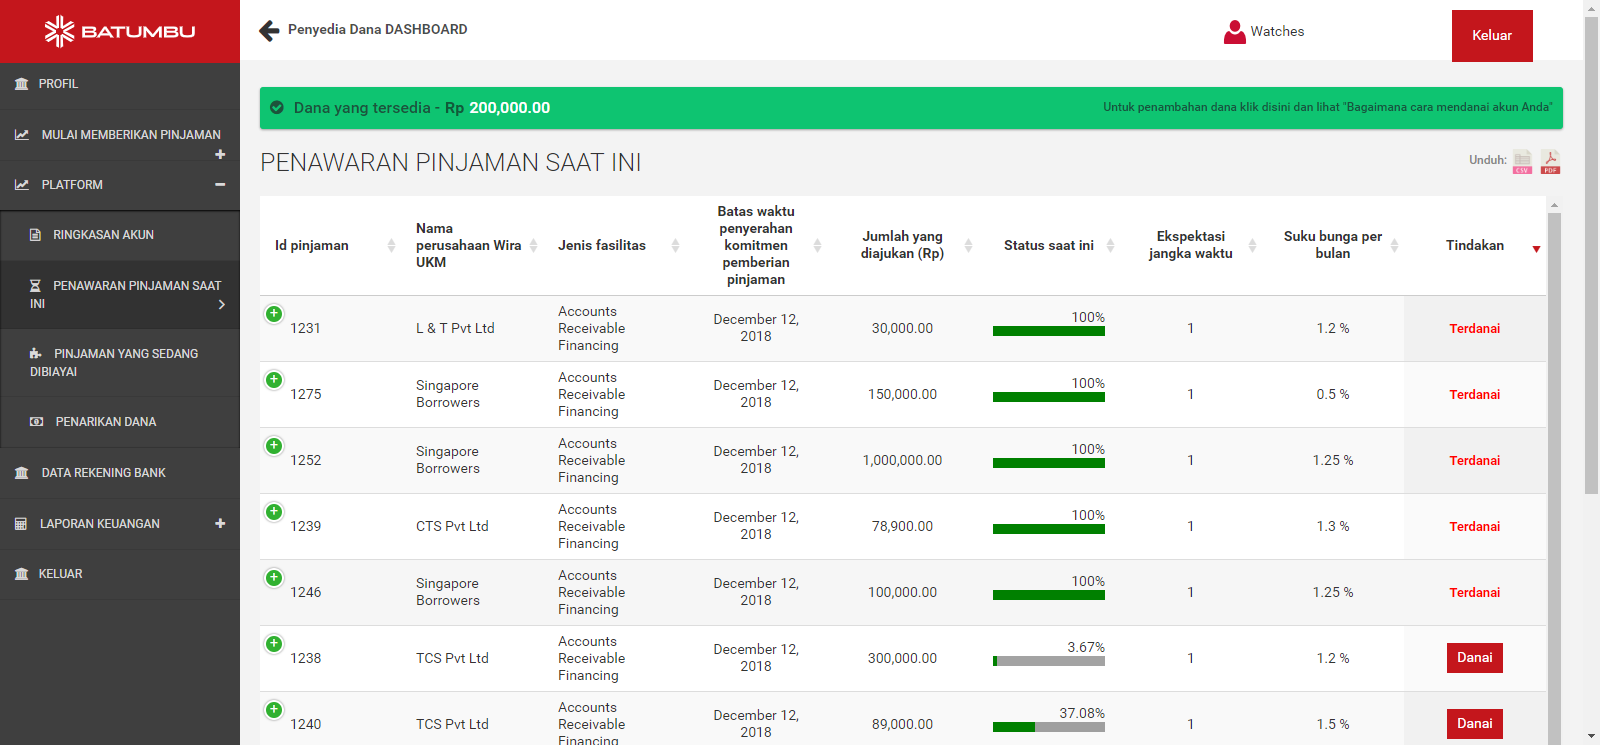 BATUMBU
PROFIL
MULAI MEMBERIKAN PINJAMAN
PLATFORM
RINGKASAN AKUN
PENAWARAN PINJAMAN SAAT
INI
PINJAMAN YANG SEDANG
DIBIAYAI
PENARIKAN DANA
DATA REKENING BANK
LAPORAN KEUANGAN
KELUAR
Penyedia Dana DASHBOARD
Watches
Keluar
Dana yang tersedia - Rp 200,000.00
Untuk penambahan dana klik disini dan lihat "Bagaimana cara mendanai akun Anda"
PENAWARAN PINJAMAN SAAT INI
Unduh:
CSV
PDF
Id pinjaman
Nama
perusahaan Wira
UKM
Jenis fasilitas
Batas waktu
penyerahan
komitmen
pemberian
pinjaman
Jumlah yang
diajukan (Rp)
Status saat ini
Ekspektasi
jangka waktu
Suku bunga per
bulan
Tindakan
1231
L & T Pvt Ltd
Accounts
Receivable
Financing
December 12,
2018
30,000.00
100%
1
1.2 %
Terdanai
1275
Singapore
Borrowers
Accounts
Receivable
Financing
December 12,
2018
150,000.00
100%
1
0.5 %
Terdanai
1252
Singapore
Borrowers
Accounts
Receivable
Financing
December 12,
2018
1,000,000.00
100%
1
1.25 %
Terdanai
1239
CTS Pvt Ltd
Accounts
Receivable
Financing
December 12,
2018
78,900.00
100%
1
1.3 %
Terdanai
1246
Singapore
Borrowers
Accounts
Receivable
Financing
December 12,
2018
100,000.00
100%
1
1.25 %
Terdanai
1238
TCS Pvt Ltd
Accounts
Receivable
Financing
December 12,
2018
300,000.00
3.67%
1
1.2 %
Danai
1240
TCS Pvt Ltd
Accounts
Receivable
Financing
December 12,
2018
89,000.00
37.08%
1
1.5 %
Danai